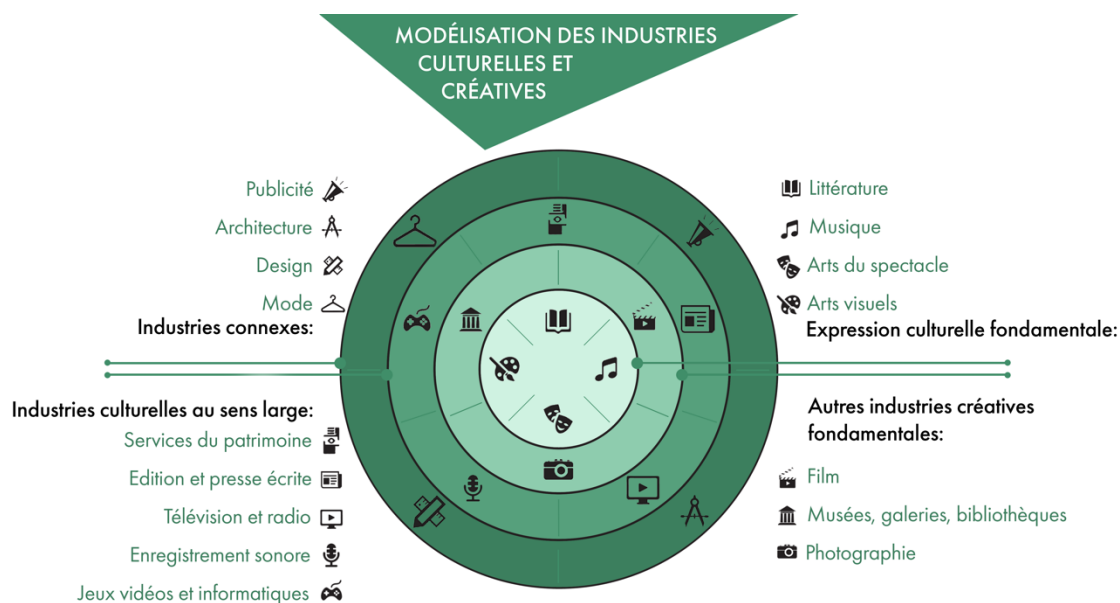 MODÉLISATION DES INDUSTRIES
CULTURELLES ET
CRÉATIVES
Publicité
Architecture
Design
Mode
Industries connexes:
Littérature
Musique
Arts du spectacle
Arts visuels
Expression culturelle fondamentale:
Industries culturelles au sens large:
Services du patrimoine
Edition et presse écrite
Télévision et radio
Enregistrement sonore
Jeux vidéos et informatiques
Autres industries créatives
fondamentales:
Film
Musées, galeries, bibliothèques
Photographie